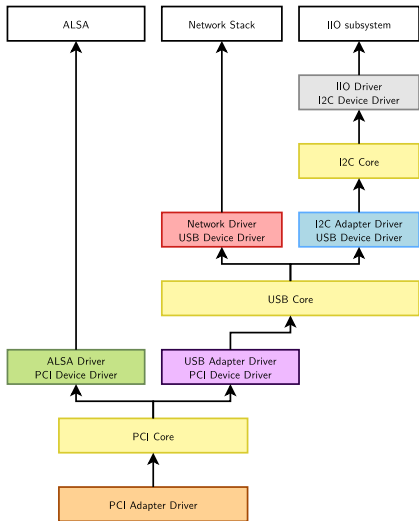 ALSA
Network Stack
IIO subsystem
IIO Driver
I2C Device Driver
I2C Core
Network Driver
USB Device Driver
I2C Adapter Driver
USB Device Driver
USB Core
ALSA Driver
PCI Device Driver
USB Adapter Driver
PCI Device Driver
PCI Core
PCI Adapter Driver